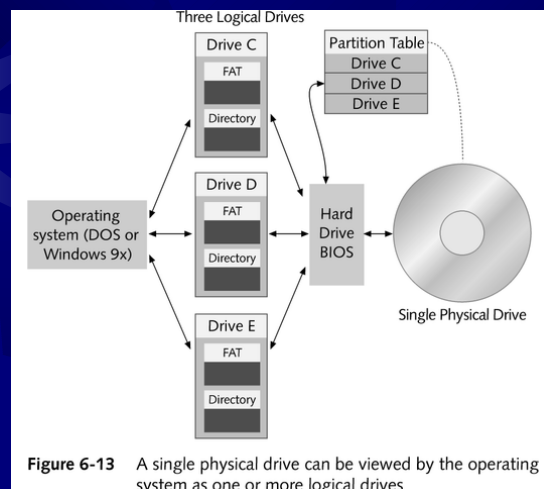 Three Logical Drives
Drive C
FAT
Directory
Drive D
FAT
Directory
Drive E
FAT
Directory
Operating
system (DOS or
Windows 9x)
Hard
Drive
BIOS
Partition Table
Drive C
Drive D
Drive E
Single Physical Drive
Figure 6-13 A single physical drive can be viewed by the operating
system as one or more logical drives